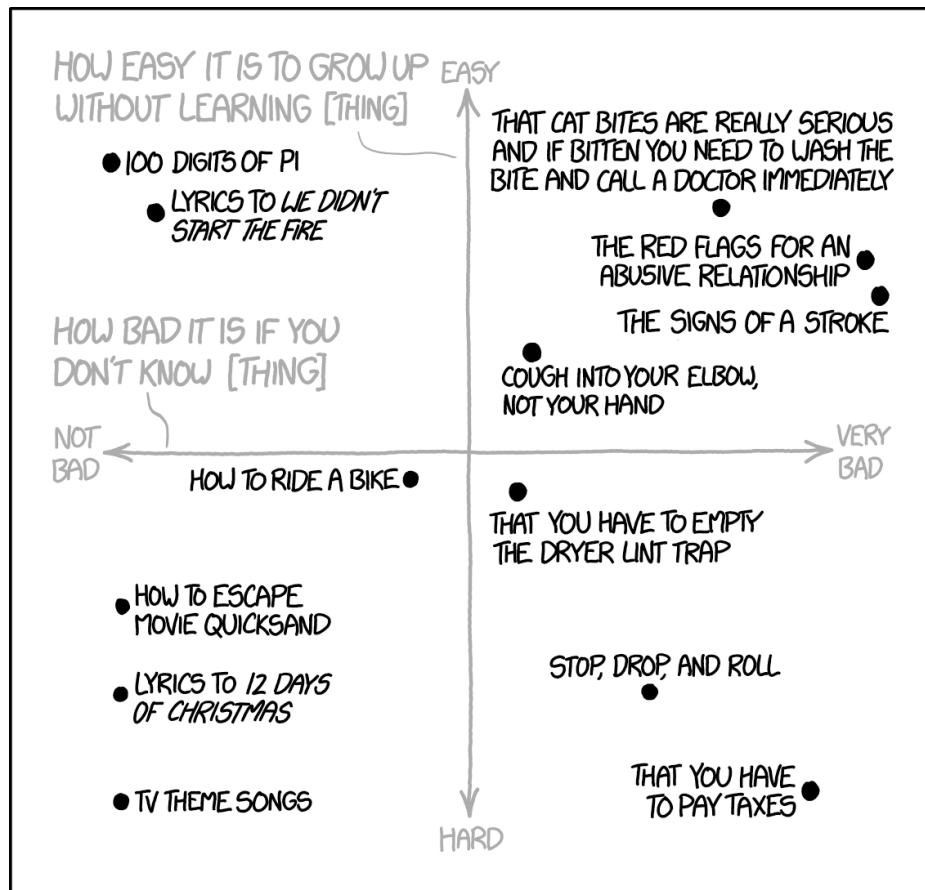 HOW EASY IT IS TO GROW UP
WITHOUT LEARNING [THING]
EASY
THAT CAT BITES ARE REALLY SERIOUS
AND IF BITTEN YOU NEED TO WASH THE
BITE AND CALL A DOCTOR IMMEDIATELY
100 DIGITS OF PI
LYRICS TO WE DIDN'T
START THE FIRE
THE RED FLAGS FOR AN
ABUSIVE RELATIONSHIP
THE SIGNS OF A STROKE
HOW BAD IT IS IF YOU
DON'T KNOW [THING]
COUGH INTO YOUR ELBOW,
NOT YOUR HAND
NOT
BAD
VERY
BAD
HOW TO RIDE A BIKE
THAT YOU HAVE TO EMPTY
THE DRYER LINT TRAP
HOW TO ESCAPE
MOVIE QUICKSAND
STOP, DROP, AND ROLL
LYRICS TO 12 DAYS
OF CHRISTMAS
THAT YOU HAVE
TO PAY TAXES
TV THEME SONGS
HARD